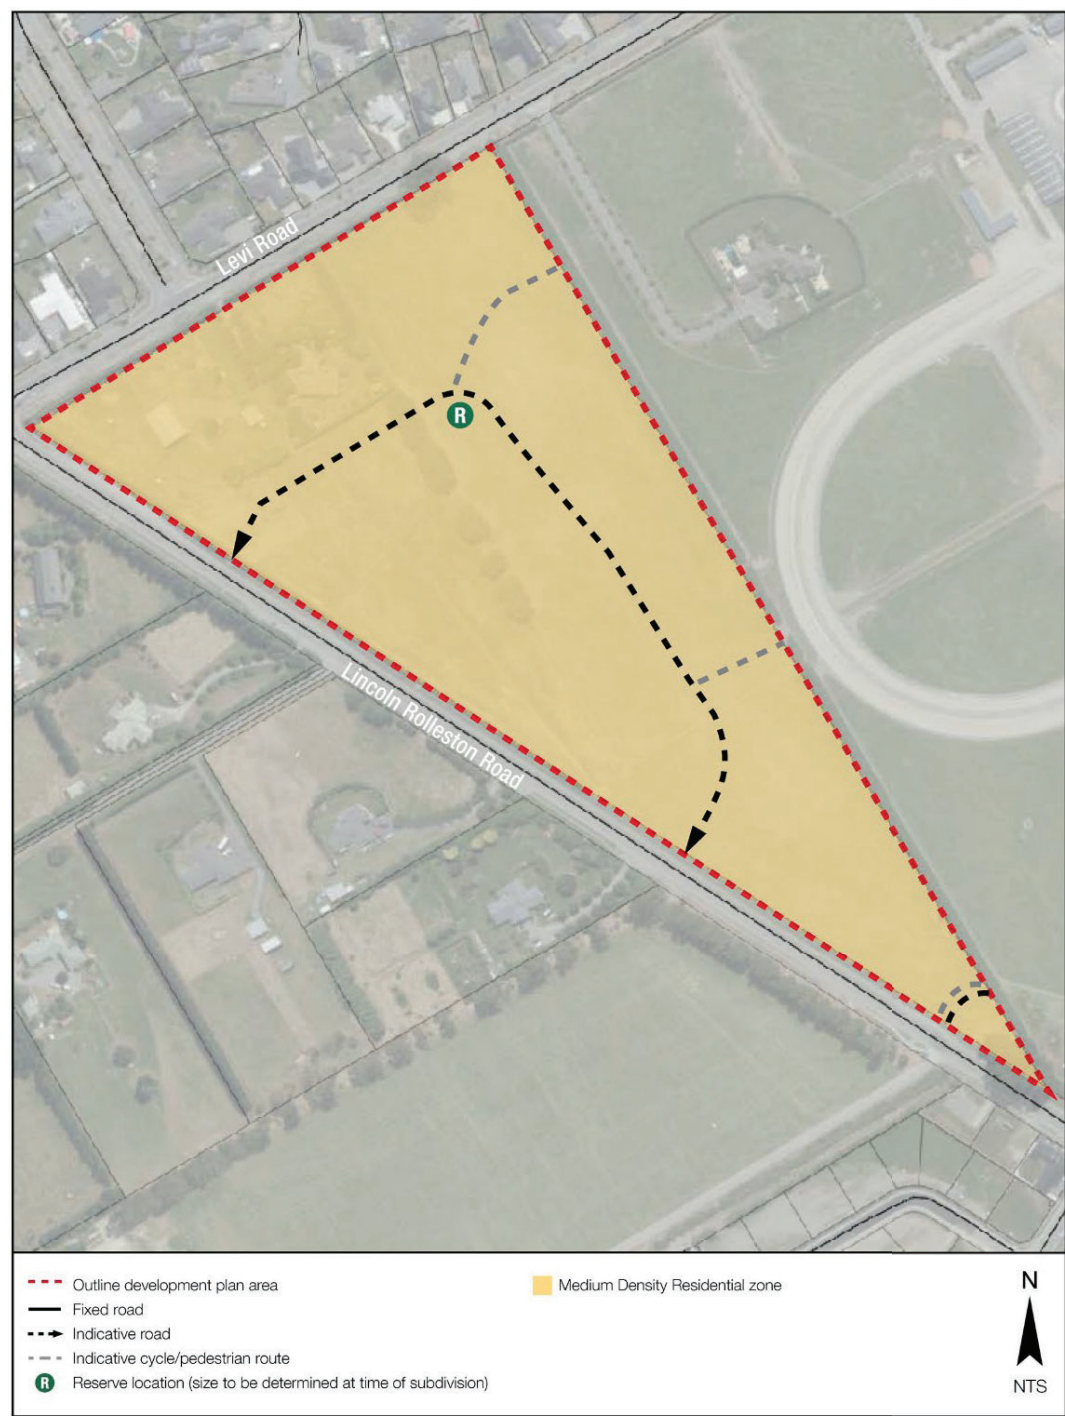 Levi Road
R
Lincoln Rolleston Road
Outline development plan area
Fixed road
Indicative road
Indicative cycle/pedestrian route
R Reserve location (size to be determined at time of subdivision)
Medium Density Residential zone
N
NTS